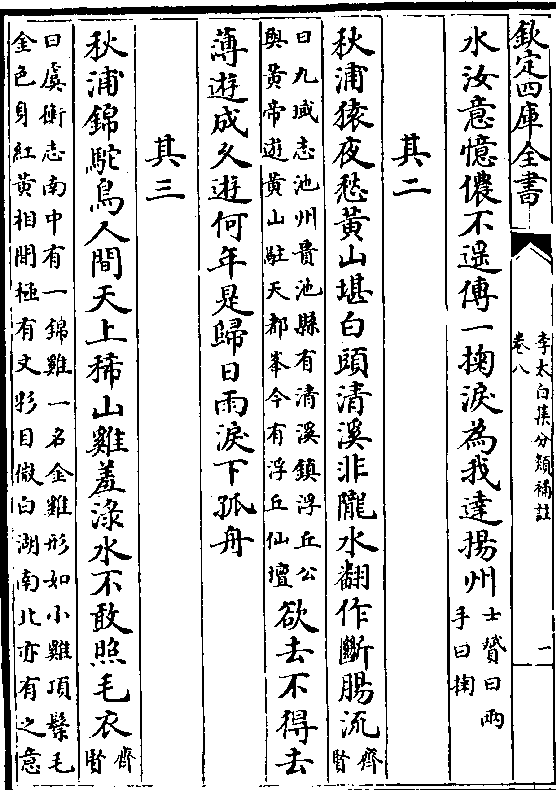 欽定四庫全書
李太白集分類補註
卷八
一
水汝意憶儂不遥傳一掬淚為我達揚州
士贇曰兩
手曰掬
其二
秋浦猿夜愁黄山堪白頭清溪非隴水翻作斷腸流
齊
賢
曰九域志池州貴池縣有清溪鎮浮丘公
與黄帝遊黄山駐天都峯今有浮丘仙壇
欲去不得去
薄遊成久遊何年是歸日雨淚下孤舟
其三
秋浦錦駝鳥人間天上稀山雞羞淥水不敢照毛衣
齊
賢
曰虞衡志南中有一錦雞一名金雞形如小雞項鬃毛
金色身紅黄相間極有文彩目微白湖南北亦有之意